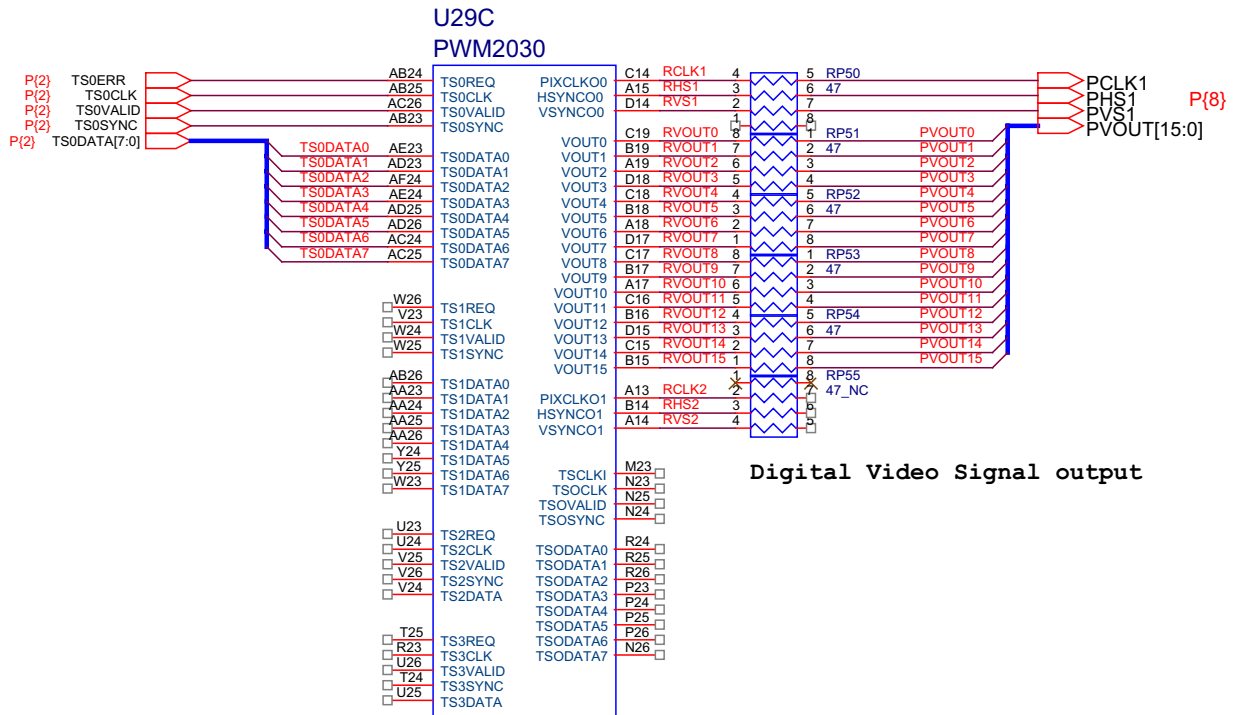 U29C
PWM2030
P{2} TS0ERR AB24 TS0REQ PIXCLKO0 C14 RCLK1 4 5 RP50 PCLK1
P{2} TS0CLK AB25 TS0CLK HSYNCO0 A15 RHS1 3 6 47 PHS1 P{8}
P{2} TS0VALID AC26 TS0VALID VSYNCO0 D14 RVS1 2 7 PVS1
P{2} TS0SYNC AB23 TS0SYNC 1 8 PVOUT[15:0]
P{2} TS0DATA[7:0] VOUT0 C19 RVOUT0 8 1 RP51 PVOUT0
TS0DATA0 AE23 TS0DATA0 VOUT1 B19 RVOUT1 7 2 47 PVOUT1
TS0DATA1 AD23 TS0DATA1 VOUT2 A19 RVOUT2 6 3 PVOUT2
TS0DATA2 AF24 TS0DATA2 VOUT3 D18 RVOUT3 5 4 PVOUT3
TS0DATA3 AE24 TS0DATA3 VOUT4 C18 RVOUT4 4 5 RP52 PVOUT4
TS0DATA4 AD25 TS0DATA4 VOUT5 B18 RVOUT5 3 6 47 PVOUT5
TS0DATA5 AD26 TS0DATA5 VOUT6 A18 RVOUT6 2 7 PVOUT6
TS0DATA6 AC24 TS0DATA6 VOUT7 D17 RVOUT7 1 8 PVOUT7
TS0DATA7 AC25 TS0DATA7 VOUT8 C17 RVOUT8 8 1 RP53 PVOUT8
VOUT9 B17 RVOUT9 7 2 47 PVOUT9
VOUT10 A17 RVOUT10 6 3 PVOUT10
W26 TS1REQ VOUT11 C16 RVOUT11 5 4 PVOUT11
V23 TS1CLK VOUT12 B16 RVOUT12 4 5 RP54 PVOUT12
W24 TS1VALID VOUT13 D15 RVOUT13 3 6 47 PVOUT13
W25 TS1SYNC VOUT14 C15 RVOUT14 2 7 PVOUT14
VOUT15 B15 RVOUT15 1 8 PVOUT15
AB26 TS1DATA0 1 8 RP55
AA23 TS1DATA1 PIXCLKO1 A13 RCLK2 2 7 47_NC
AA24 TS1DATA2 HSYNCO1 B14 RHS2 3 6
AA25 TS1DATA3 VSYNCO1 A14 RVS2 4 5
AA26 TS1DATA4
Y24 TS1DATA5
Y25 TS1DATA6 TSCLKI M23 Digital Video Signal output
W23 TS1DATA7 TSOCLK N23
TSOVALID N25
TSOSYNC N24
U23 TS2REQ
U24 TS2CLK TSODATA0 R24
V25 TS2VALID TSODATA1 R25
V26 TS2SYNC TSODATA2 R26
V24 TS2DATA TSODATA3 P23
TSODATA4 P24
TSODATA5 P25
T25 TS3REQ TSODATA6 P26
R23 TS3CLK TSODATA7 N26
U26 TS3VALID
T24 TS3SYNC
U25 TS3DATA